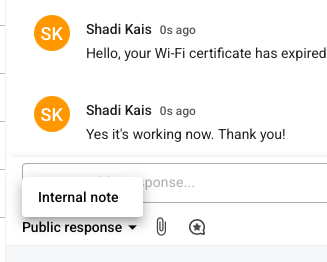 SK
Shadi Kais 0s ago
Hello, your Wi-Fi certificate has expired
SK
Shadi Kais 0s ago
Yes it's working now. Thank you!
sponse...
Internal note
Public response